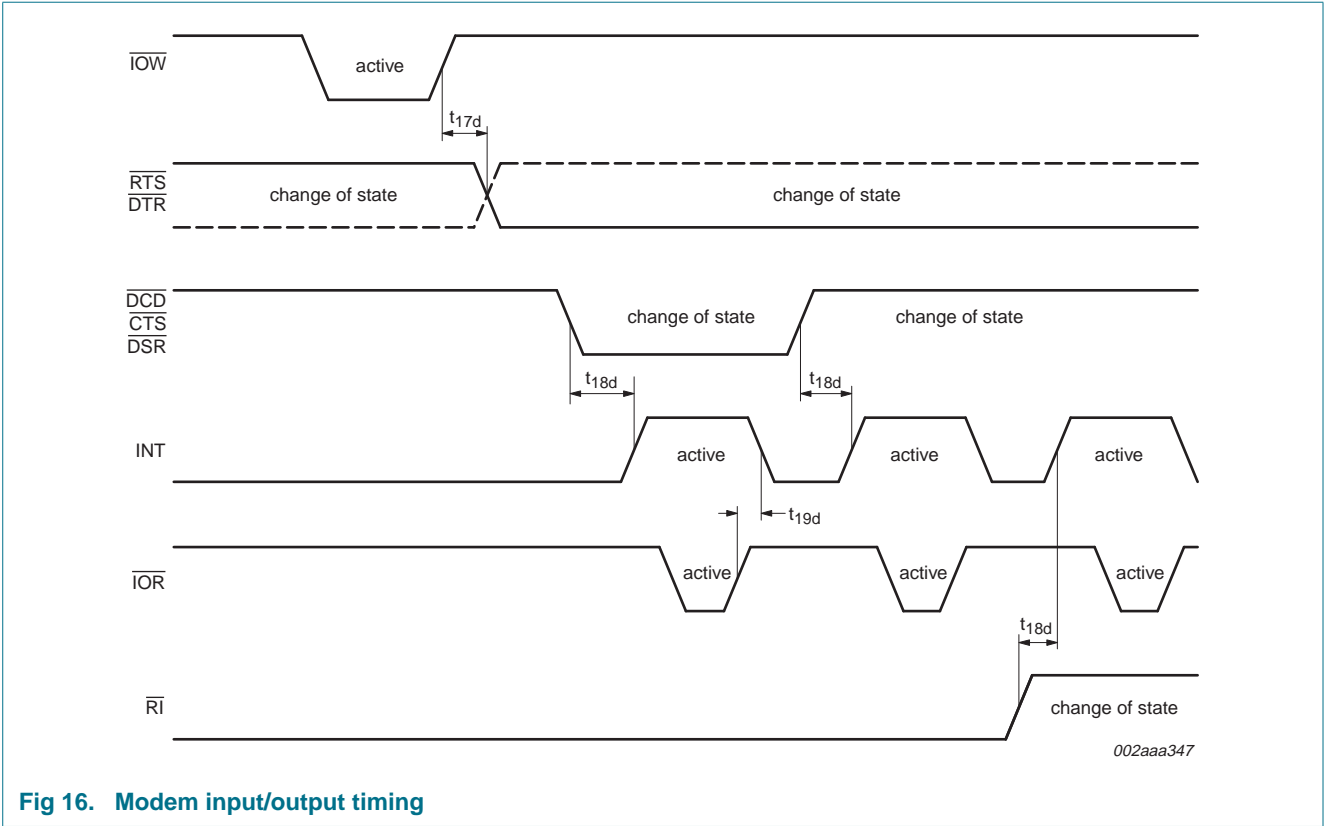 IOW
active
t17d
RTS
DTR
change of state
change of state
DCD
CTS
DSR
change of state
change of state
t18d
t18d
INT
active
active
active
t19d
IOR
active
active
active
t18d
RI
change of state
002aaa347
Fig 16. Modem input/output timing